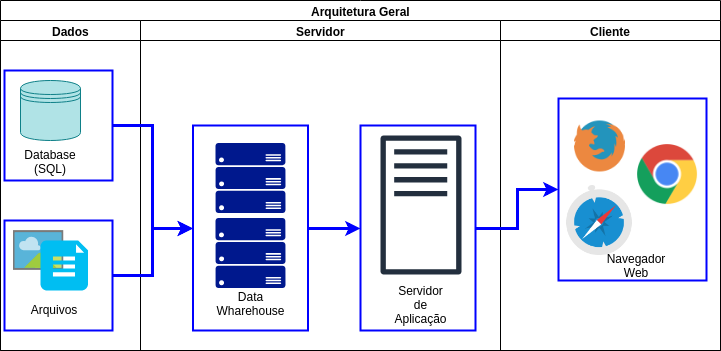 Arquitetura Geral
Dados
Servidor
Cliente
Database
(SQL)
Arquivos
Data
Wharehouse
Servidor
de
Aplicação
Navegador
Web